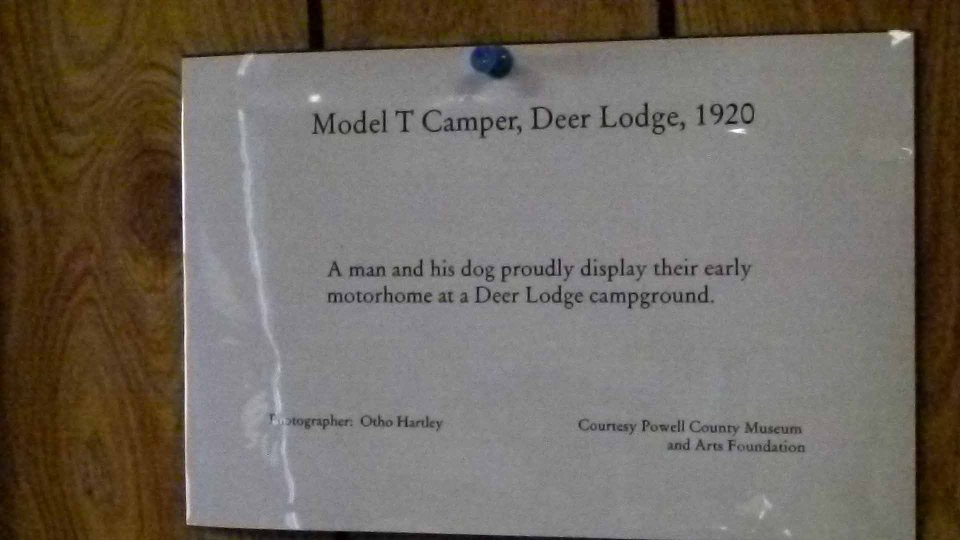 Model T Camper, Deer Lodge, 1920
A man and his dog proudly display their early
motorhome at a Deer Lodge campground.
Photographer: Otho Hartley
Courtesy Powell County Museum
and Arts Foundation